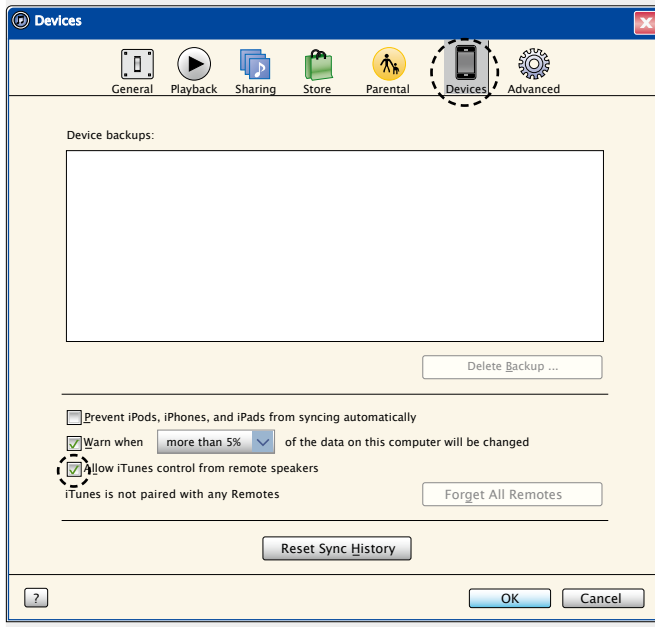 Devices
General Playback Sharing Store Parental Devices Advanced
Device backups:
Delete Backup ...
Prevent iPods, iPhones, and iPads from syncing automatically
Warn when more than 5% of the data on this computer will be changed
Allow iTunes control from remote speakers
iTunes is not paired with any Remotes Forget All Remotes
Reset Sync History
? OK Cancel